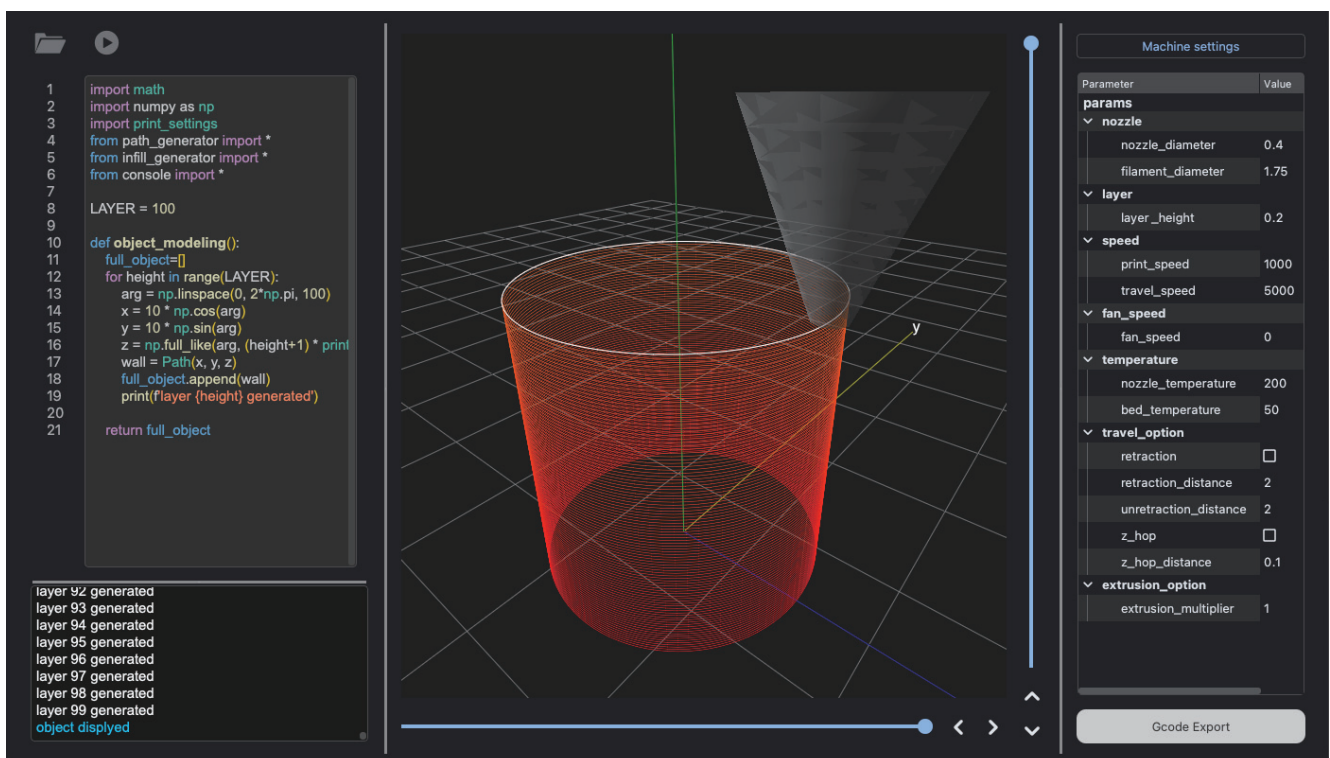 1 import math
2 import numpy as np
3 import print_settings
4 from path_generator import *
5 from infill_generator import *
6 from console import *
7
8 LAYER = 100
9
10 def object_modeling():
11 full_object=[]
12 for height in range(LAYER):
13 arg = np.linspace(0, 2*np.pi, 100)
14 x = 10 * np.cos(arg)
15 y = 10 * np.sin(arg)
16 z = np.full_like(arg, (height+1) * print
17 wall = Path(x, y, z)
18 full_object.append(wall)
19 print(f'layer {height} generated')
20
21 return full_object
layer 92 generated
layer 93 generated
layer 94 generated
layer 95 generated
layer 96 generated
layer 97 generated
layer 98 generated
layer 99 generated
object displyed
y
Machine settings
Parameter Value
params
nozzle
nozzle_diameter 0.4
filament_diameter 1.75
layer
layer_height 0.2
speed
print_speed 1000
travel_speed 5000
fan_speed
fan_speed 0
temperature
nozzle_temperature 200
bed_temperature 50
travel_option
retraction
retraction_distance 2
unretraction_distance 2
z_hop
z_hop_distance 0.1
extrusion_option
extrusion_multiplier 1
Gcode Export